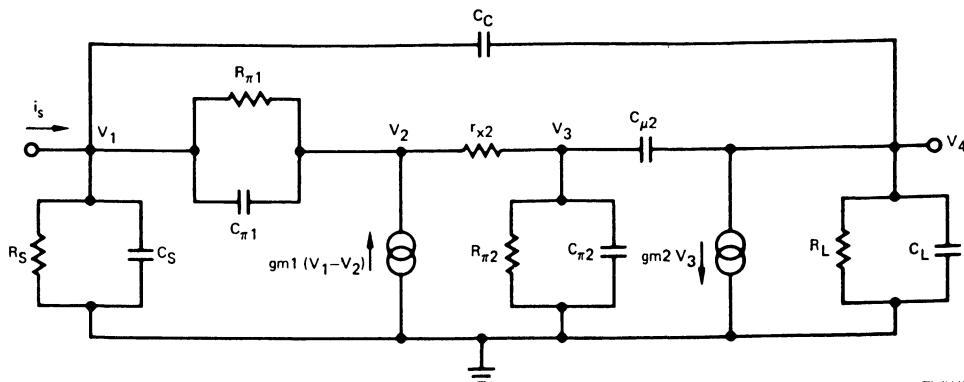 C_C
R_π1
i_s
V_1
V_2
r_x2
V_3
C_μ2
V_4
C_π1
R_S
C_S
gm1 (V_1–V_2)
R_π2
C_π2
gm2 V_3
R_L
C_L